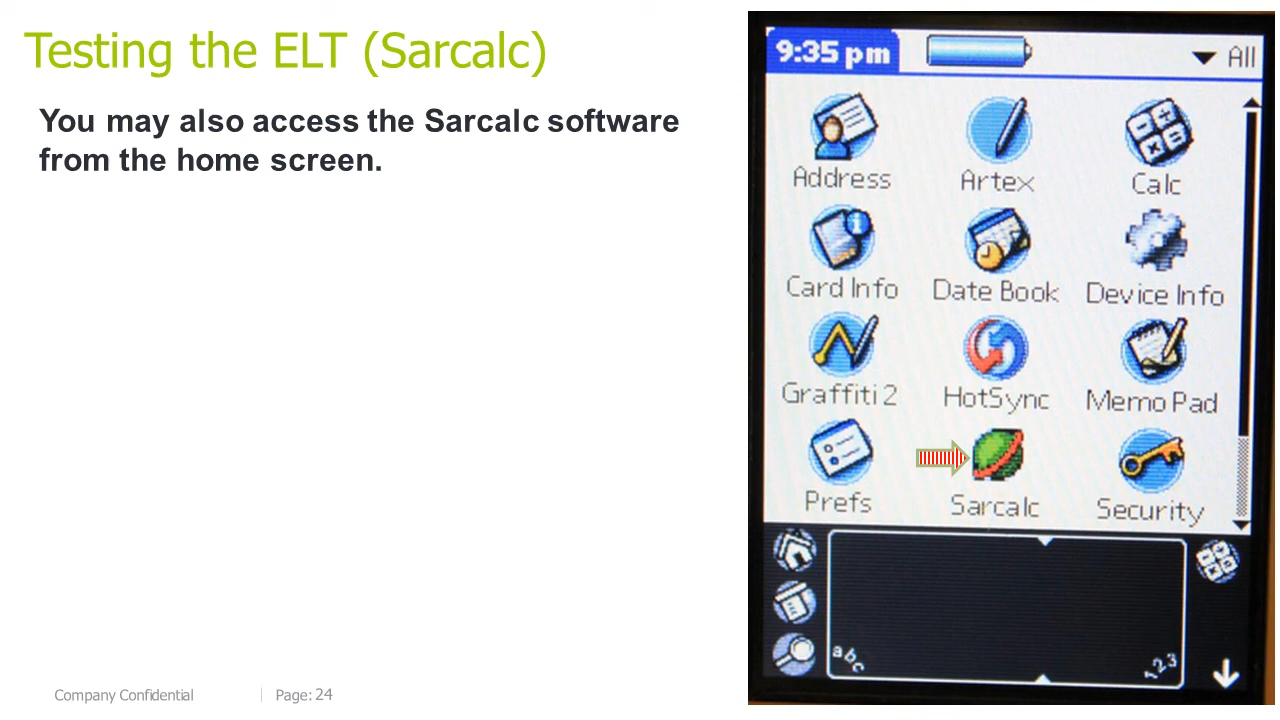 Testing the ELT (Sarcalc)
You may also access the Sarcalc software
from the home screen.
9:35 pm
All
Address
Artex
Calc
Card Info
Date Book
Device Info
Graffiti 2
HotSync
Memo Pad
Prefs
Sarcalc
Security
abc
123
Company Confidential
Page: 24